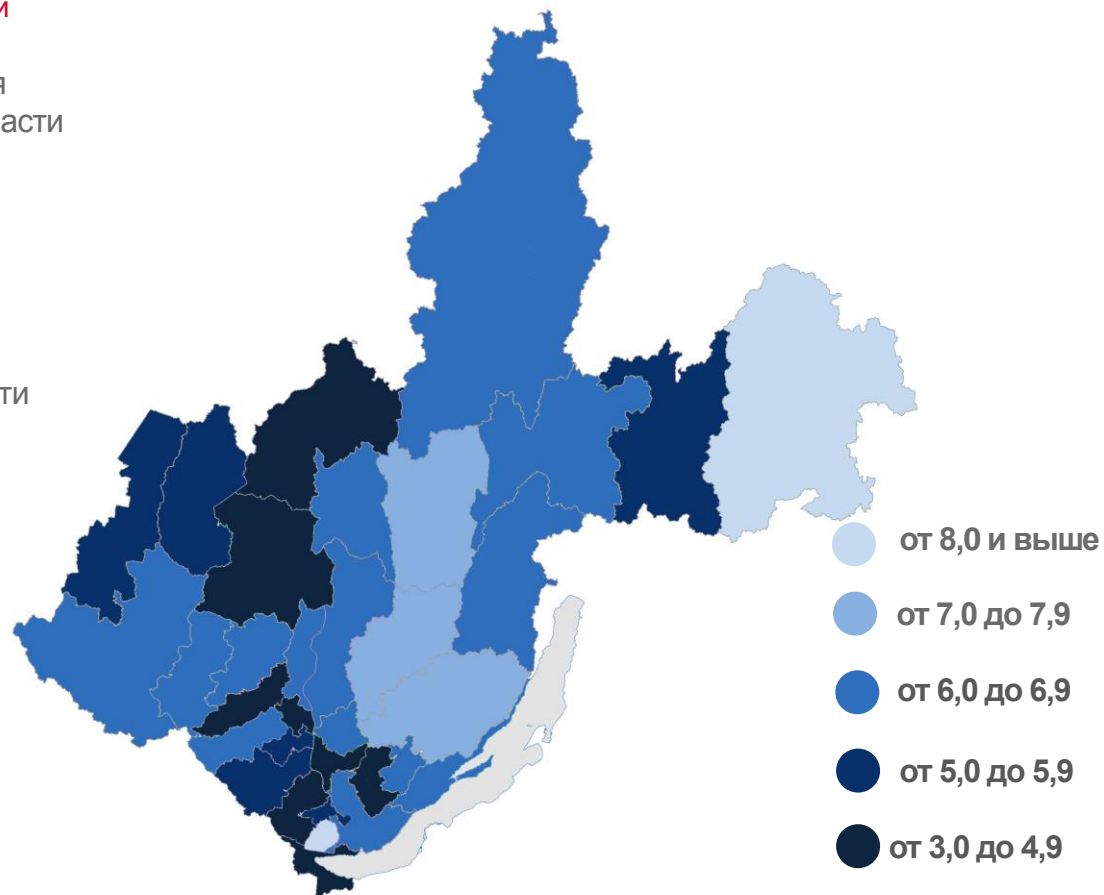 и
я
асти
ти
от 8,0 и выше
от 7,0 до 7,9
от 6,0 до 6,9
от 5,0 до 5,9
от 3,0 до 4,9